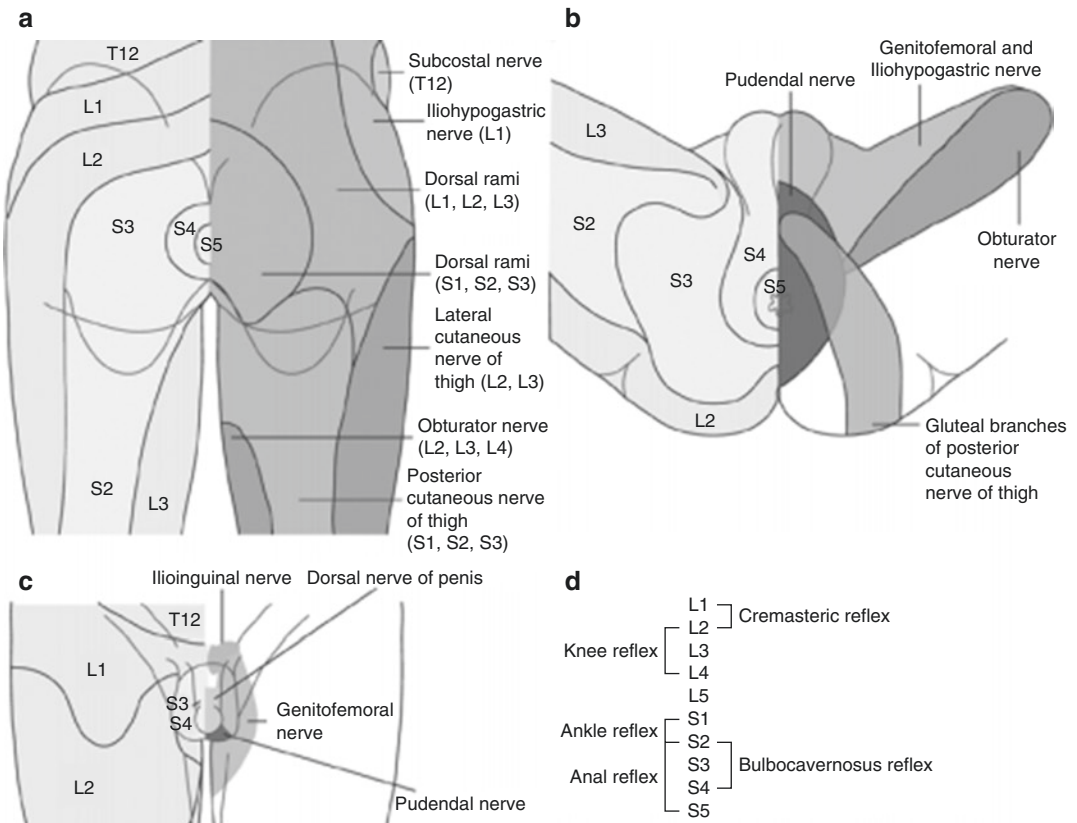 a
T12
L1
L2
S3
S4
S5
S2
L3
Subcostal nerve
(T12)
Iliohypogastric
nerve (L1)
Dorsal rami
(L1, L2, L3)
Dorsal rami
(S1, S2, S3)
Lateral
cutaneous
nerve of
thigh (L2, L3)
Obturator nerve
(L2, L3, L4)
Posterior
cutaneous nerve
of thigh
(S1, S2, S3)
b
Genitofemoral and
Iliohypogastric nerve
Pudendal nerve
L3
S2
S3
S4
S5
L2
Obturator
nerve
Gluteal branches
of posterior
cutaneous
nerve of thigh
c
Ilioinguinal nerve
Dorsal nerve of penis
T12
L1
S3
S4
L2
Genitofemoral
nerve
Pudendal nerve
d
L1
Cremasteric reflex
L2
Knee reflex
L3
L4
L5
S1
Ankle reflex
S2
S3
Bulbocavernosus reflex
Anal reflex
S4
S5